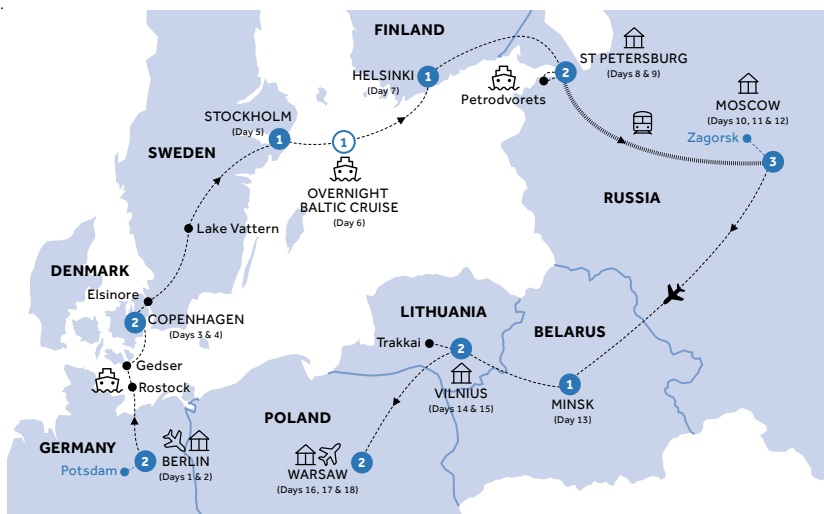 .
FINLAND
HELSINKI
(Day 7)
1
ST PETERSBURG
(Days 8 & 9)
2
Petrodvorets
MOSCOW
(Days 10, 11 & 12)
Zagorsk
3
STOCKHOLM
(Day 5)
1
1
OVERNIGHT
BALTIC CRUISE
(Day 6)
SWEDEN
RUSSIA
Lake Vattern
DENMARK
Elsinore
2
COPENHAGEN
(Days 3 & 4)
LITHUANIA
BELARUS
Trakkai
2
VILNIUS
(Days 14 & 15)
1
MINSK
(Day 13)
Gedser
Rostock
POLAND
GERMANY
Potsdam
2
BERLIN
(Days 1 & 2)
WARSAW
(Days 16, 17 & 18)
2